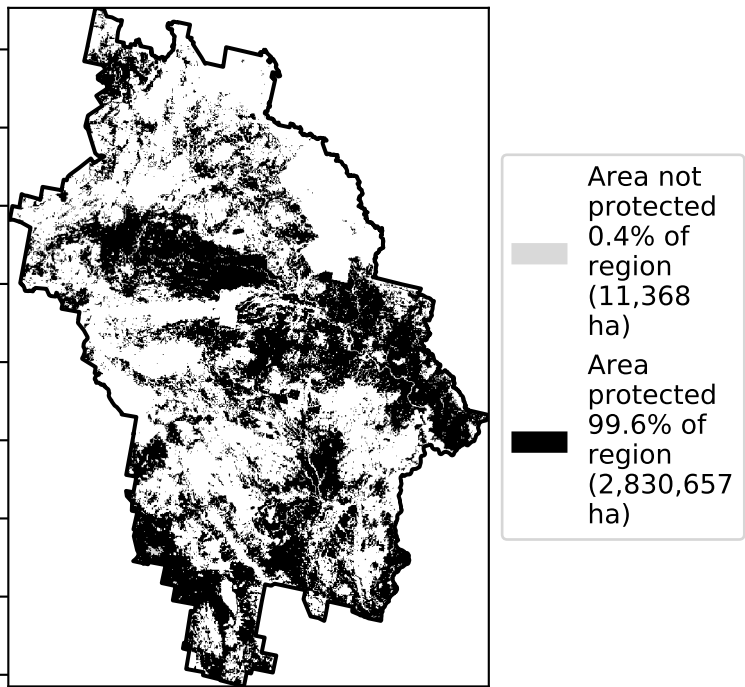 Area not
protected
0.4% of
region
(11,368
ha)
Area
protected
99.6% of
region
(2,830,657
ha)